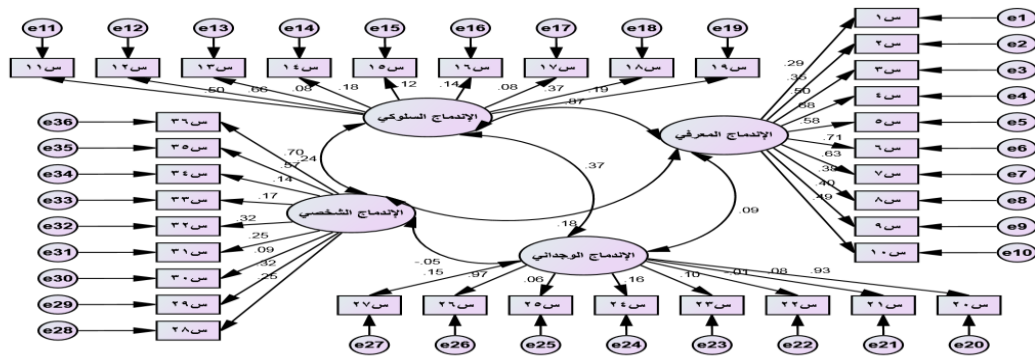 e11 e12 e13 e14 e15 e16 e17 e18 e19
س١١ س١٢ س١٣ س١٤ س١٥ س١٦ س١٧ س١٨ س١٩
.50 .66 .08 .18 .12 .14 .08 .37 .19
الإندماج السلوكي
س١ e1
س٢ e2
س٣ e3
س٤ e4
س٥ e5
س٦ e6
س٧ e7
س٨ e8
س٩ e9
س١٠ e10
.29
.35
.50
.58
.71
.63
.38
.40
.49
الإندماج المعرفي
e36 س٣٦
e35 س٣٥
e34 س٣٤
e33 س٣٣
e32 س٣٢
e31 س٣١
e30 س٣٠
e29 س٢٩
e28 س٢٨
.70
.57
.14
.17
.32
.25
.09
.32
.25
الإندماج الشخصي
.24
.37
.18
.09
-.05
الإندماج الوجداني
.15 .97 .06 .16 .10 -.01 .08 .93
س٢٧ س٢٦ س٢٥ س٢٤ س٢٣ س٢٢ س٢١ س٢٠
e27 e26 e25 e24 e23 e22 e21 e20